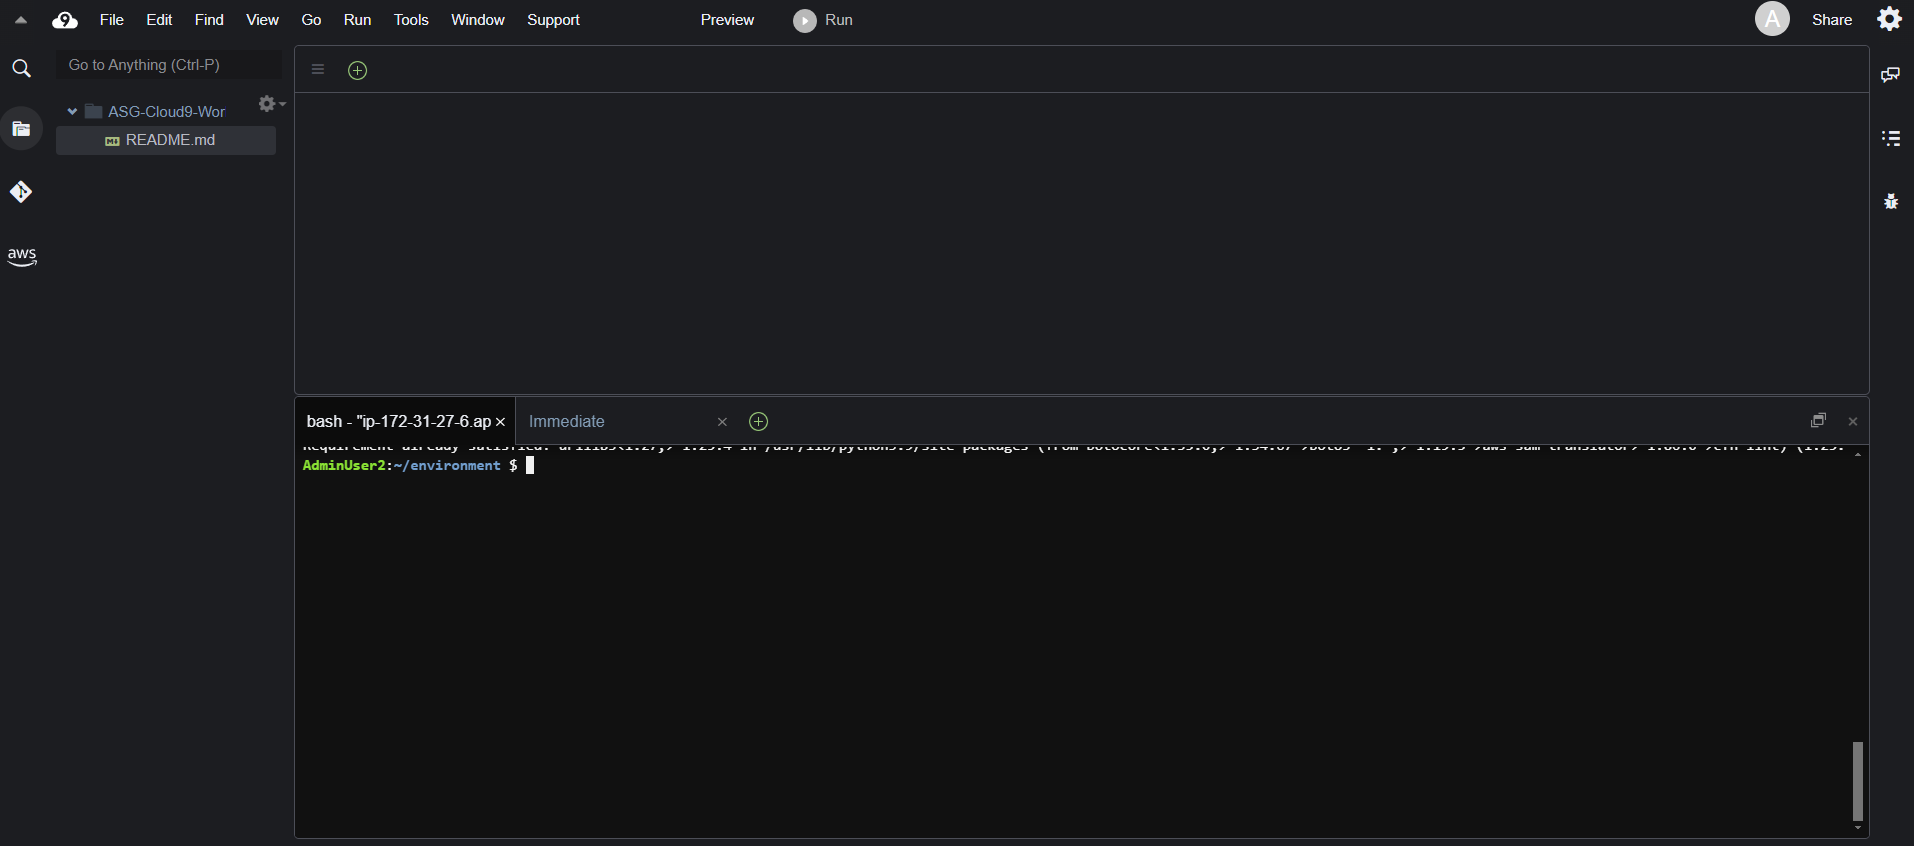 9 File Edit Find View Go Run Tools Window Support Preview Run A Share
Go to Anything (Ctrl-P)
ASG-Cloud9-Wor
M↓ README.md
aws
bash - "ip-172-31-27-6.ap × Immediate ×
AdminUser2:~/environment $